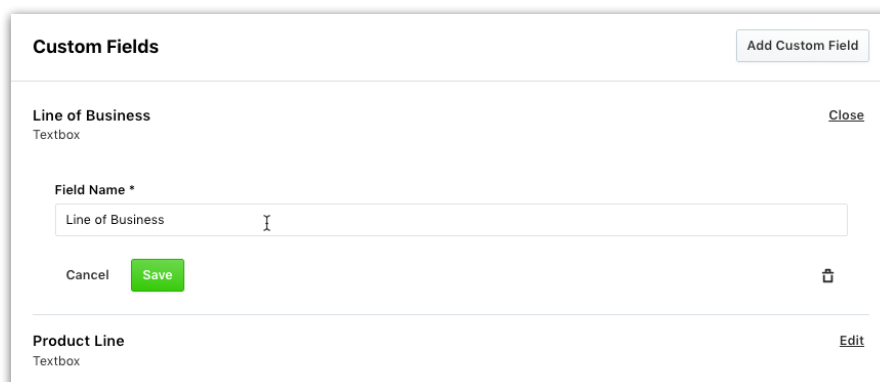 Custom Fields
Add Custom Field
Line of Business
Close
Textbox
Field Name *
Line of Business
Cancel
Save
Product Line
Edit
Textbox